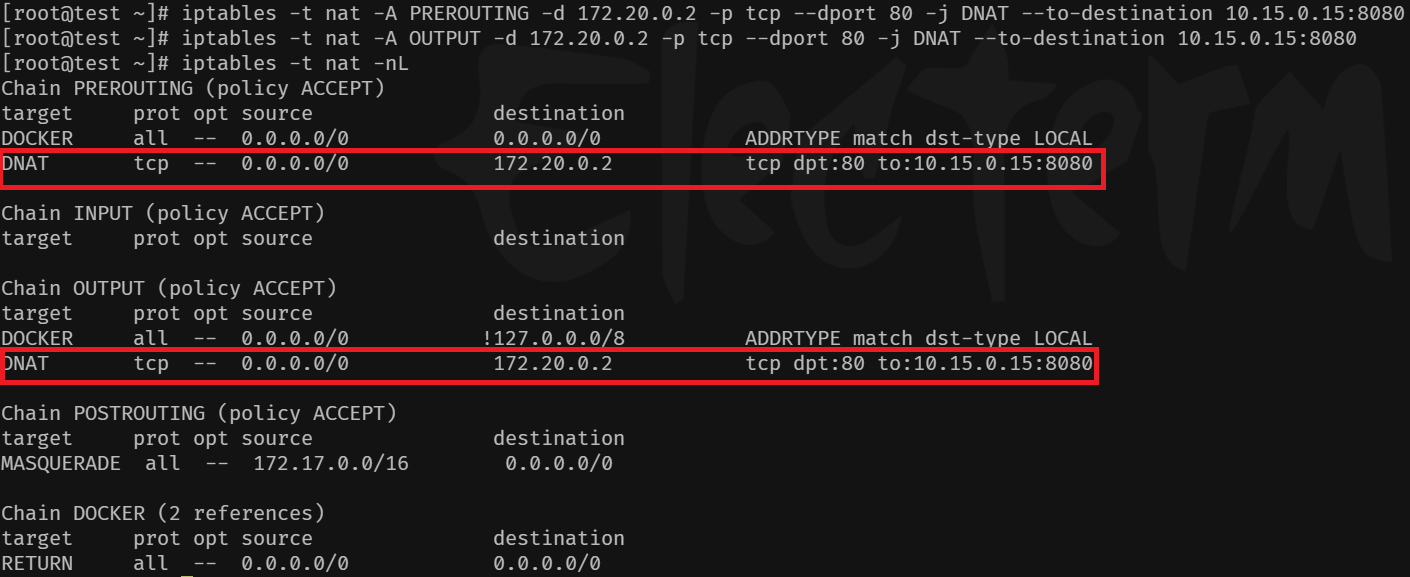 [root@test ~]# iptables -t nat -A PREROUTING -d 172.20.0.2 -p tcp --dport 80 -j DNAT --to-destination 10.15.0.15:8080
[root@test ~]# iptables -t nat -A OUTPUT -d 172.20.0.2 -p tcp --dport 80 -j DNAT --to-destination 10.15.0.15:8080
[root@test ~]# iptables -t nat -nL
Chain PREROUTING (policy ACCEPT)
target     prot opt source               destination
DOCKER     all  --  0.0.0.0/0            0.0.0.0/0            ADDRTYPE match dst-type LOCAL
DNAT       tcp  --  0.0.0.0/0            172.20.0.2           tcp dpt:80 to:10.15.0.15:8080
Chain INPUT (policy ACCEPT)
target     prot opt source               destination
Chain OUTPUT (policy ACCEPT)
target     prot opt source               destination
DOCKER     all  --  0.0.0.0/0           !127.0.0.0/8          ADDRTYPE match dst-type LOCAL
DNAT       tcp  --  0.0.0.0/0            172.20.0.2           tcp dpt:80 to:10.15.0.15:8080
Chain POSTROUTING (policy ACCEPT)
target     prot opt source               destination
MASQUERADE  all  --  172.17.0.0/16        0.0.0.0/0
Chain DOCKER (2 references)
target     prot opt source               destination
RETURN     all  --  0.0.0.0/0            0.0.0.0/0
Electerm